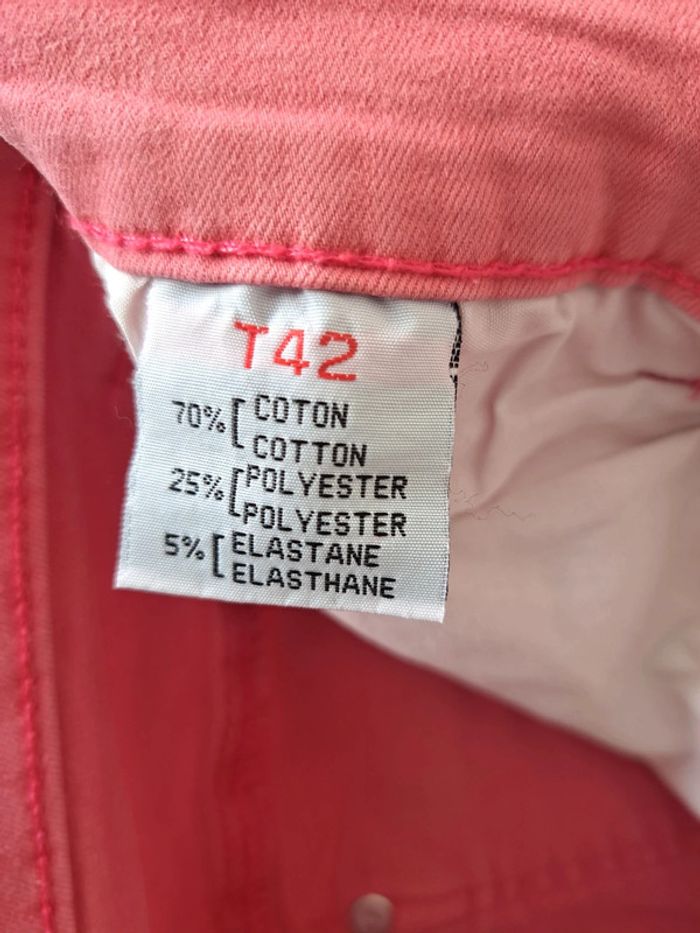 T42
70% [ COTON
COTTON
25% [ POLYESTER
POLYESTER
5% [ ELASTANE
ELASTHANE